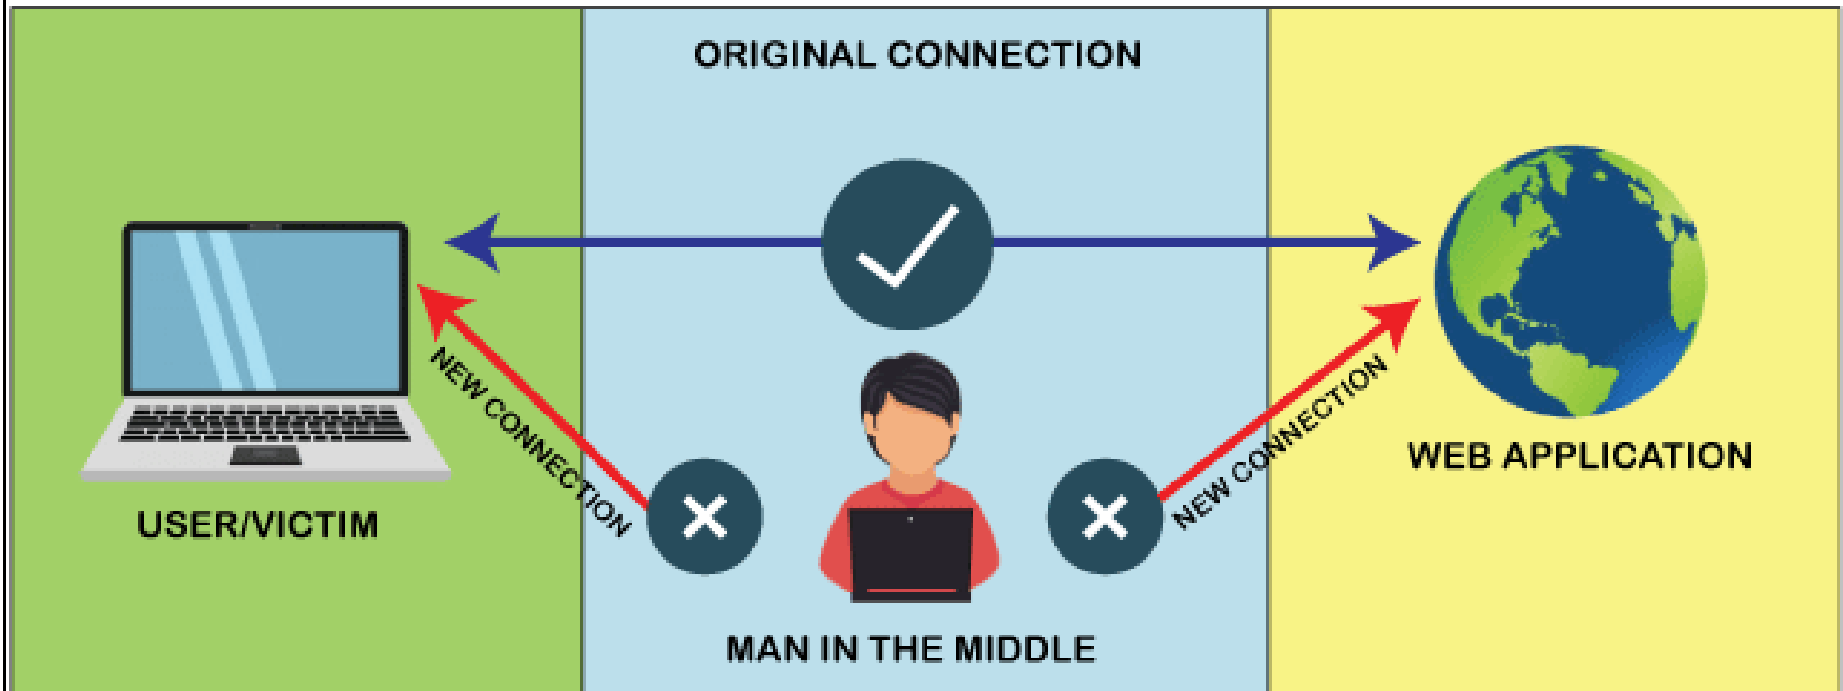 ORIGINAL CONNECTION
NEW CONNECTION
NEW CONNECTION
WEB APPLICATION
USER/VICTIM
MAN IN THE MIDDLE